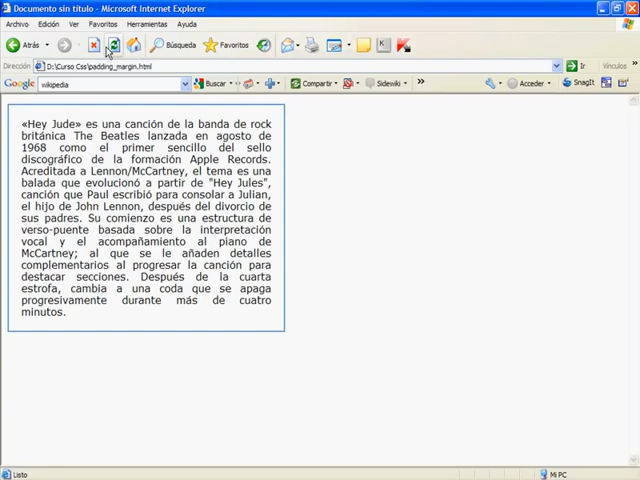 Documento sin título - Microsoft Internet Explorer
Archivo Edición Ver Favoritos Herramientas Ayuda
Atrás Búsqueda Favoritos
Dirección D:\Curso Css\padding_margin.html Ir Vínculos
Google wikipedia Buscar Compartir Sidewiki » Acceder SnagIt
«Hey Jude» es una canción de la banda de rock
británica The Beatles lanzada en agosto de
1968 como el primer sencillo del sello
discográfico de la formación Apple Records.
Acreditada a Lennon/McCartney, el tema es una
balada que evolucionó a partir de "Hey Jules",
canción que Paul escribió para consolar a Julian,
el hijo de John Lennon, después del divorcio de
sus padres. Su comienzo es una estructura de
verso-puente basada sobre la interpretación
vocal y el acompañamiento al piano de
McCartney; al que se le añaden detalles
complementarios al progresar la canción para
destacar secciones. Después de la cuarta
estrofa, cambia a una coda que se apaga
progresivamente durante más de cuatro
minutos.
Listo Mi PC